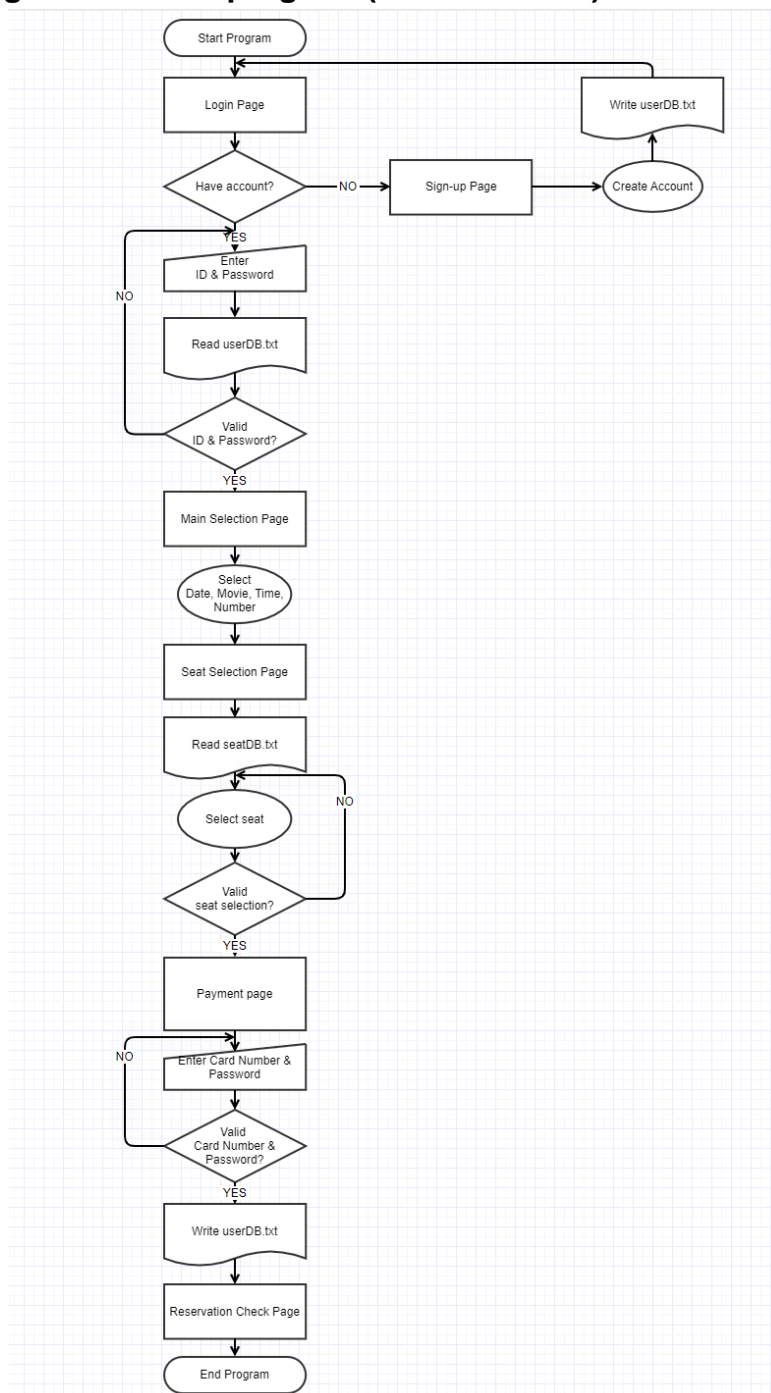 Start Program
Login Page
Write userDB.txt
Have account?
NO
Sign-up Page
Create Account
YES
Enter
ID & Password
NO
Read userDB.txt
Valid
ID & Password?
YES
Main Selection Page
Select
Date, Movie, Time,
Number
Seat Selection Page
Read seatDB.txt
NO
Select seat
Valid
seat selection?
YES
Payment page
NO
Enter Card Number &
Password
Valid
Card Number &
Password?
YES
Write userDB.txt
Reservation Check Page
End Program